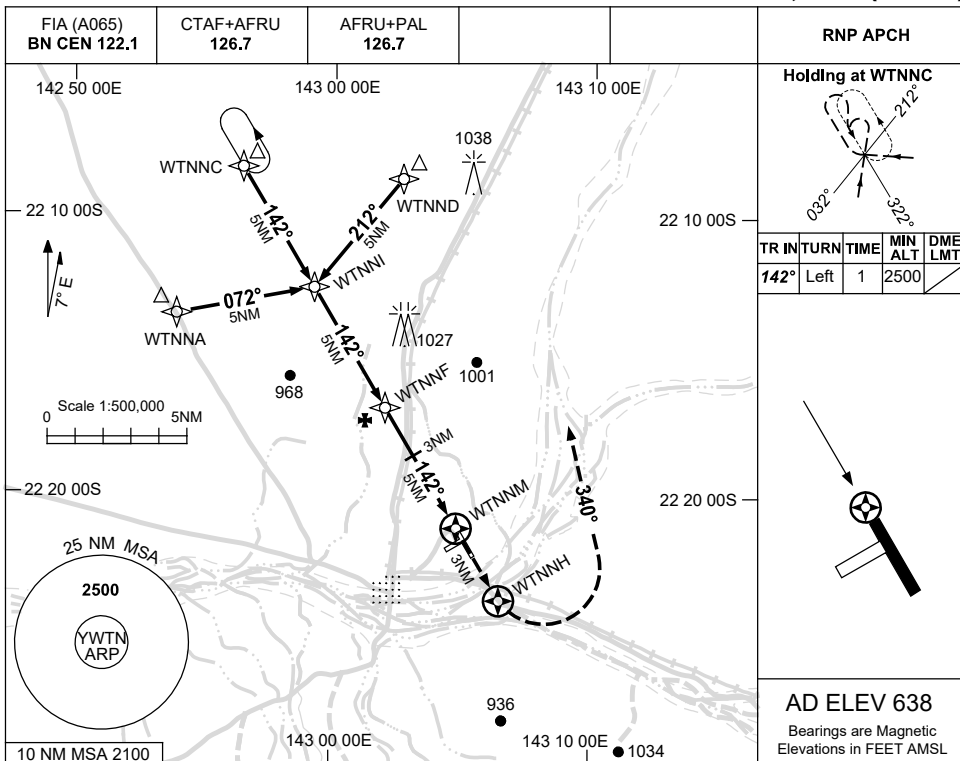 FIA (A065)
BN CEN 122.1
CTAF+AFRU
126.7
AFRU+PAL
126.7
RNP APCH
142 50 00E
143 00 00E
143 10 00E
Holding at WTNNC
212°
032°
322°
TR IN
TURN
TIME
MIN ALT
DME LMT
142°
Left
1
2500
WTNNC
1038
WTNND
22 10 00S
22 10 00S
142°
5NM
212°
5NM
WTNNI
7° E
072°
5NM
WTNNA
142°
5NM
1027
968
1001
WTNNF
Scale 1:500,000
0
5NM
3NM
142°
5NM
WTNNM
340°
22 20 00S
22 20 00S
3NM
WTNNH
25 NM MSA
2500
YWTN
ARP
936
1034
143 00 00E
143 10 00E
10 NM MSA 2100
AD ELEV 638
Bearings are Magnetic
Elevations in FEET AMSL